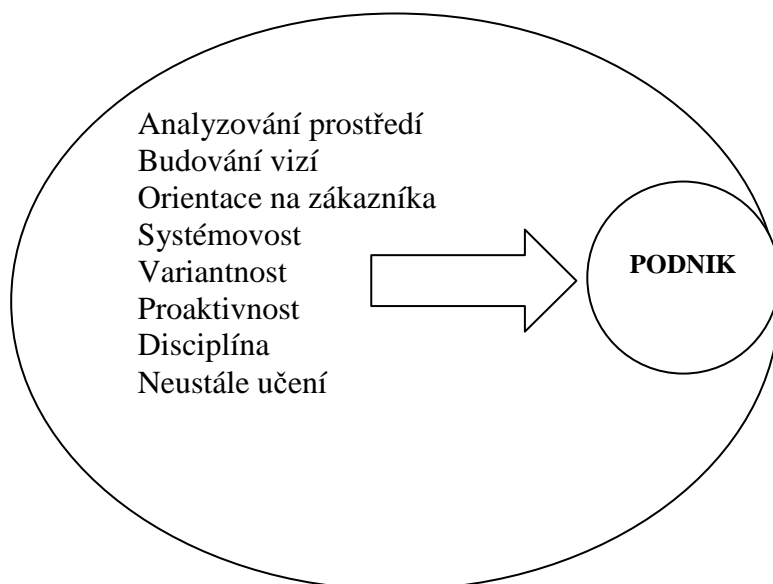 Analyzování prostředí
Budování vizí
Orientace na zákazníka
Systémovost
Variantnost
Proaktivnost
Disciplína
Neustále učení
PODNIK